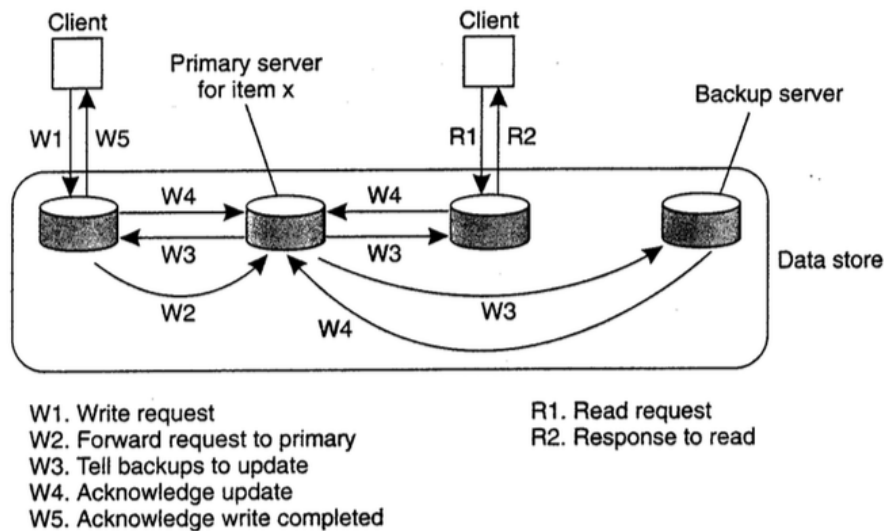 Client
Client
Primary server
for item x
Backup server
W1
W5
R1
R2
W4
W4
W3
W3
Data store
W2
W3
W4
W1. Write request
W2. Forward request to primary
W3. Tell backups to update
W4. Acknowledge update
W5. Acknowledge write completed
R1. Read request
R2. Response to read